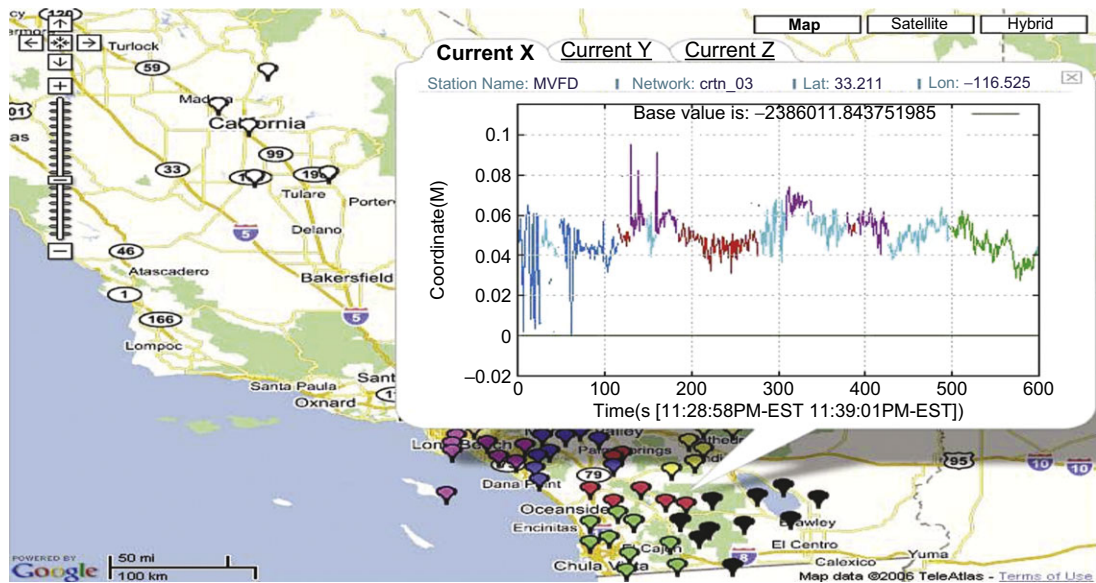 Map
Satellite
Hybrid
Current X
Current Y
Current Z
Station Name: MVFD
Network: crtn_03
Lat: 33.211
Lon: –116.525
Base value is: –2386011.843751985
0.1
0.08
0.06
0.04
0.02
0
–0.02
Coordinate(M)
0 100 200 300 400 500 600
Time(s [11:28:58PM-EST 11:39:01PM-EST])
120
Turlock
59
California
99
33
Tulare
Porter
5
Delano
46
Atascadero
Bakersfield
1
5
166
Lompoc
Santa Paula
Oxnard
Long Beach
Valley
Palm Springs
Dana Point
79
95
10
10
Oceanside
Encinitas
Brawley
El Cajon
El Centro
8
Chula Vista
Calexico
Yuma
POWERED BY
Google
50 mi
100 km
Map data ©2006 TeleAtlas - Terms of Use